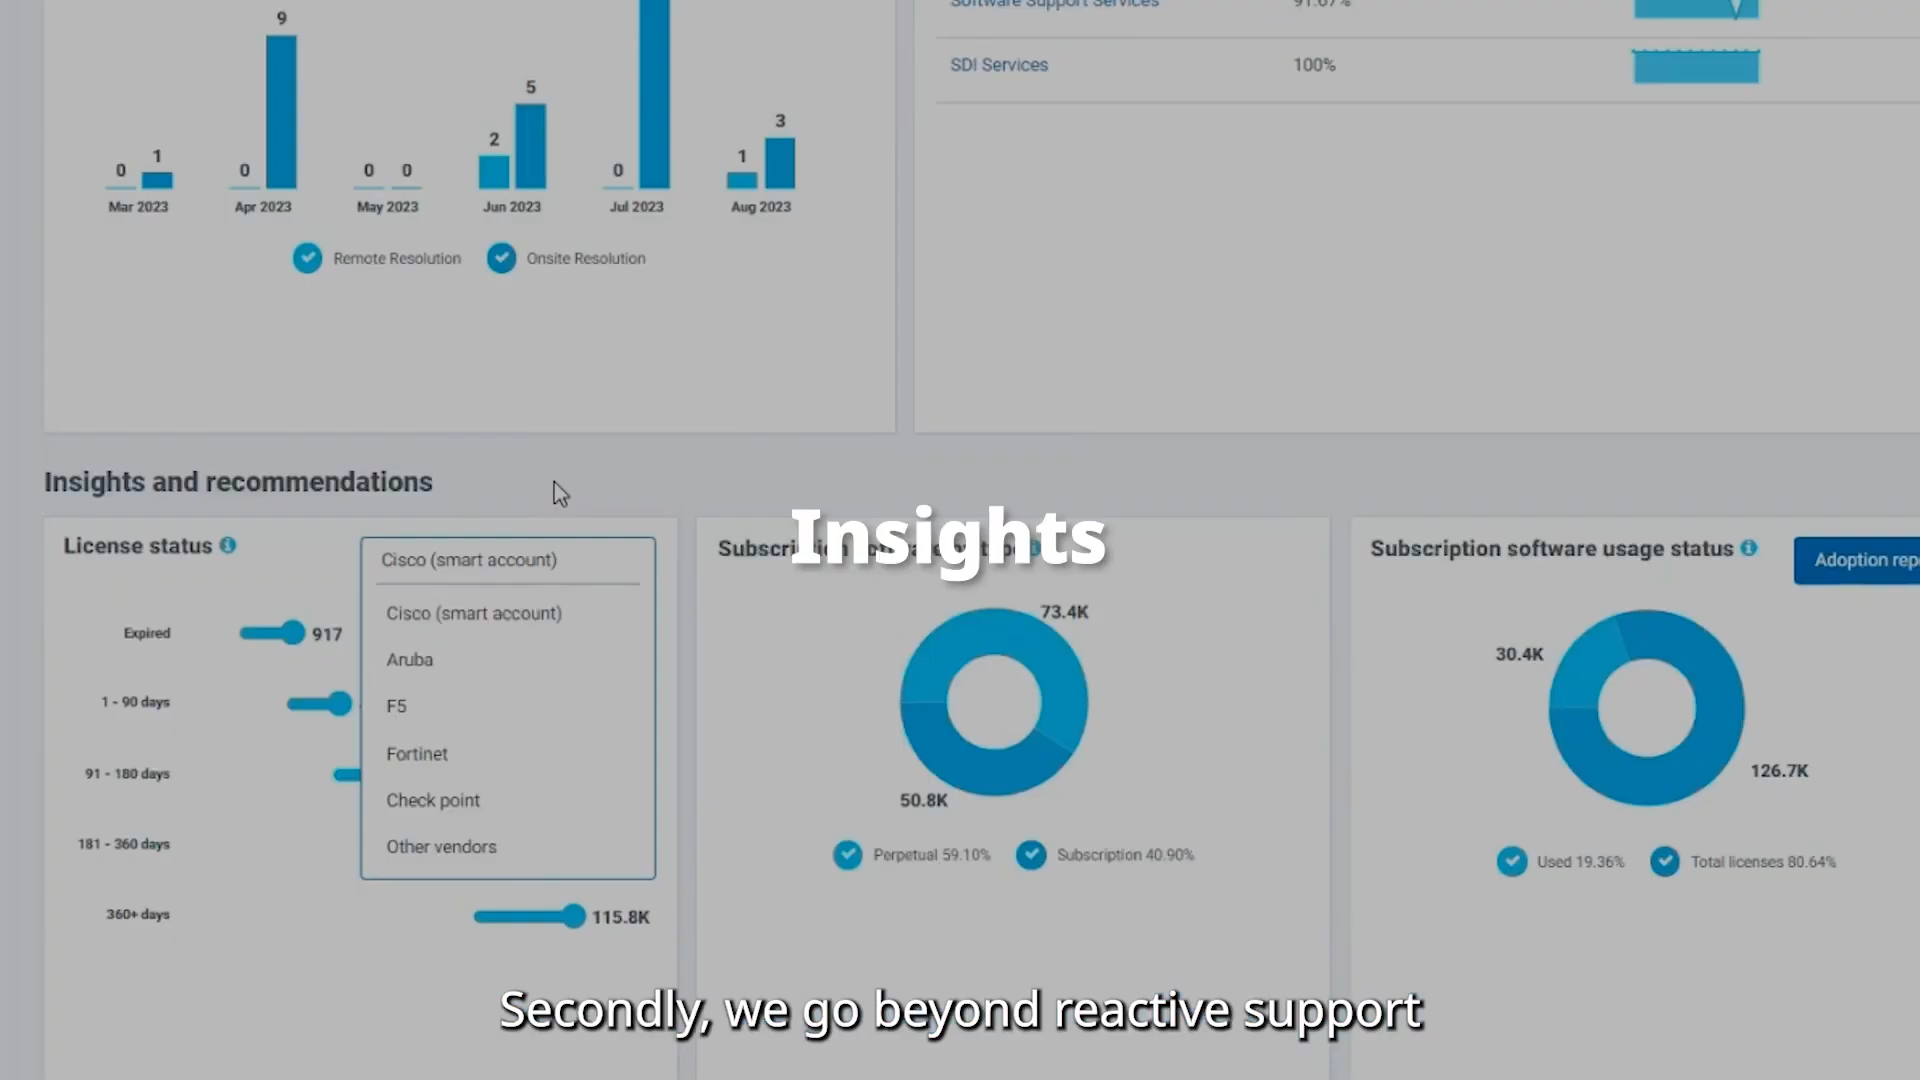 9
5
2
3
1
0
1
0
0
0
0
Mar 2023
Apr 2023
May 2023
Jun 2023
Jul 2023
Aug 2023
Remote Resolution
Onsite Resolution
Software Support Services 91.67%
SDI Services 100%
Insights and recommendations
Insights
License status
Cisco (smart account)
Cisco (smart account)
Aruba
F5
Fortinet
Check point
Other vendors
Expired 917
1 - 90 days
91 - 180 days
181 - 360 days
360+ days 115.8K
73.4K
50.8K
Perpetual 59.10%
Subscription 40.90%
Subscription software usage status
Adoption
30.4K
126.7K
Used 19.36%
Total licenses 80.64%
Secondly, we go beyond reactive support